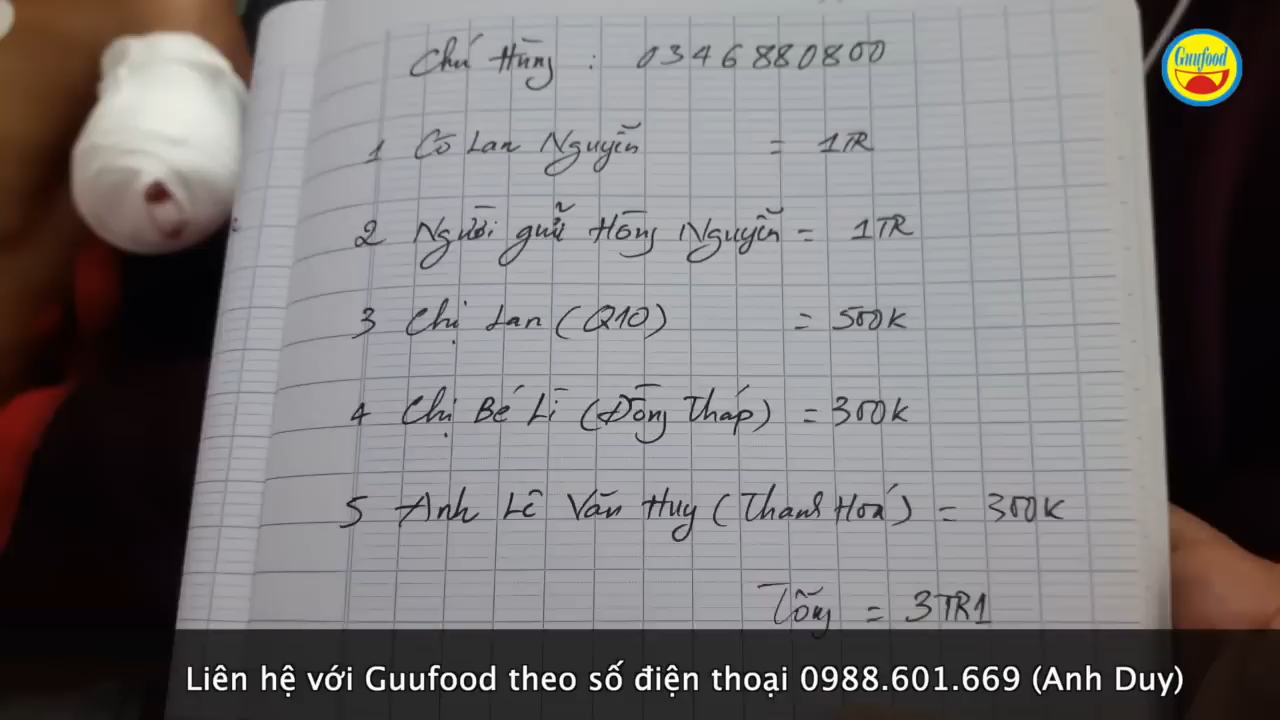 Guufood
Chú Hùng : 0346880800
1 Cô Lan Nguyễn = 1TR
2 Người gửi Hồng Nguyễn = 1TR
3 Chị Lan (Q10) = 500K
4 Chị Bé Li (Đồng Tháp) = 300K
5 Anh Lê Văn Huy (Thanh Hoá) = 300K
Tỗng = 3TR1
Liên hệ với Guufood theo số điện thoại 0988.601.669 (Anh Duy)